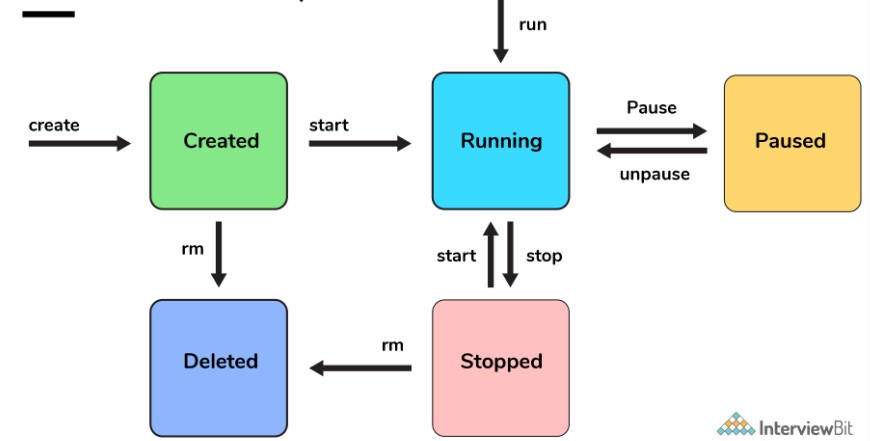 run
create
Created
start
Running
Pause
unpause
Paused
rm
start
stop
Deleted
rm
Stopped
InterviewBit